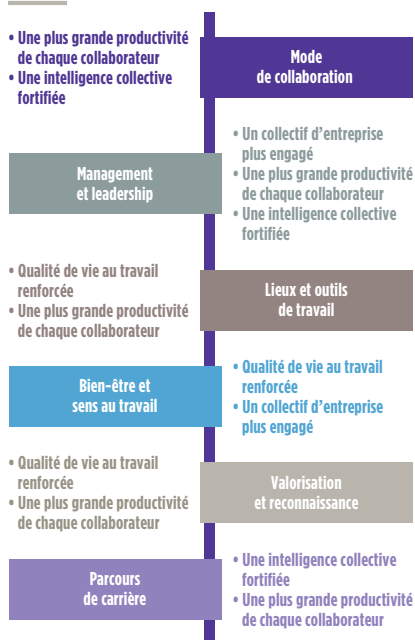 • Une plus grande productivité
de chaque collaborateur
• Une intelligence collective
fortifiée
Mode
de collaboration
Management
et leadership
• Un collectif d’entreprise
plus engagé
• Une plus grande productivité
de chaque collaborateur
• Une intelligence collective
fortifiée
• Qualité de vie au travail
renforcée
• Une plus grande productivité
de chaque collaborateur
Lieux et outils
de travail
Bien-être et
sens au travail
• Qualité de vie au travail
renforcée
• Un collectif d’entreprise
plus engagé
• Qualité de vie au travail
renforcée
• Une plus grande productivité
de chaque collaborateur
Valorisation
et reconnaissance
Parcours
de carrière
• Une intelligence collective
fortifiée
• Une plus grande productivité
de chaque collaborateur